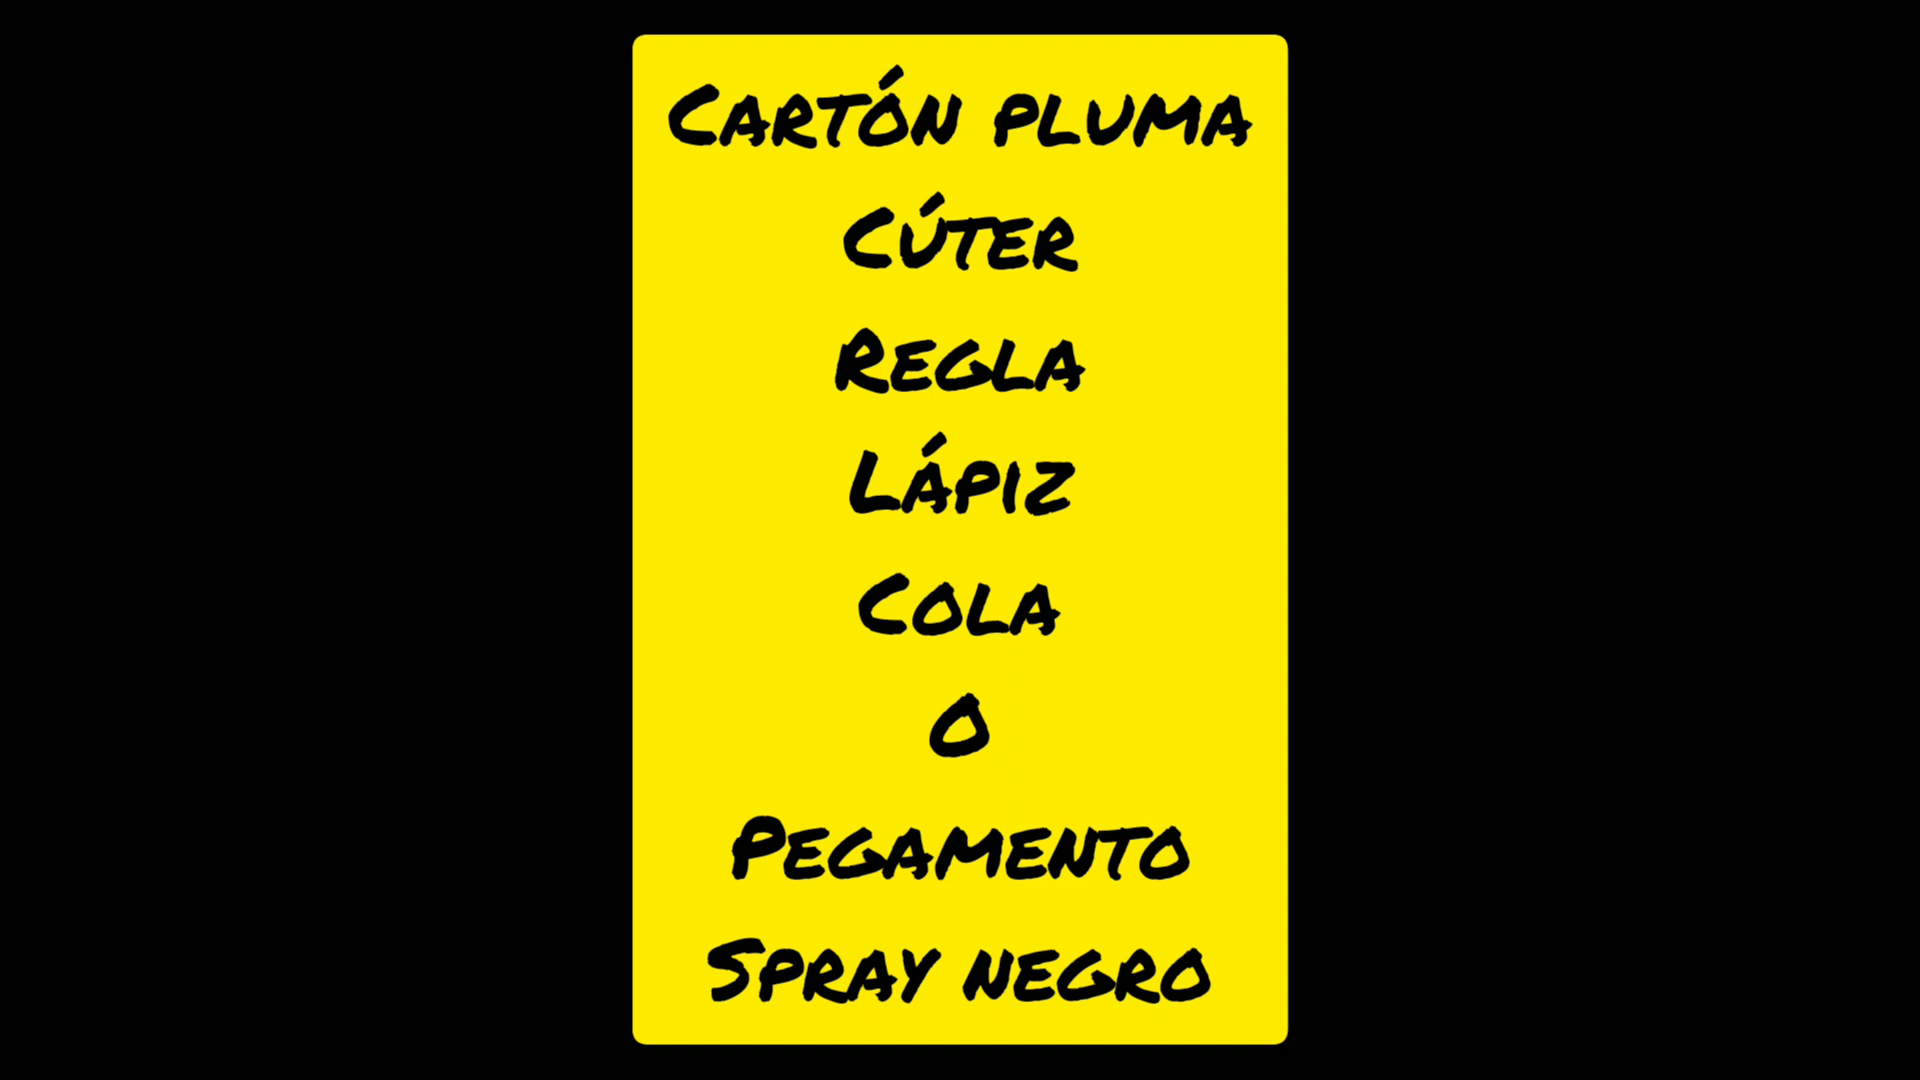 Cartón pluma
Cúter
Regla
Lápiz
Cola
o
Pegamento
Spray negro